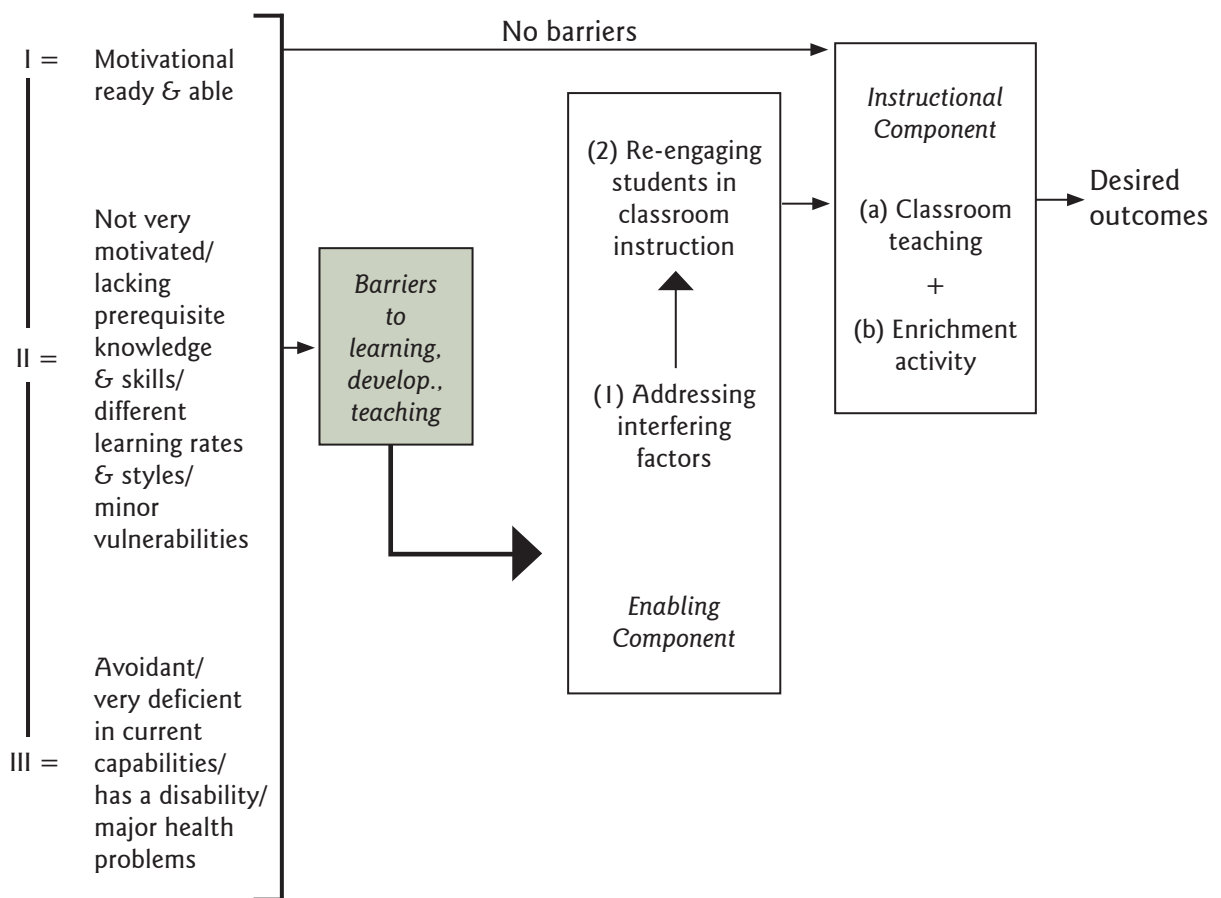 I =
Motivational
ready & able
II =
Not very
motivated/
lacking
prerequisite
knowledge
& skills/
different
learning rates
& styles/
minor
vulnerabilities
III =
Avoidant/
very deficient
in current
capabilities/
has a disability/
major health
problems
No barriers
Barriers
to
learning,
develop.,
teaching
(2) Re-engaging
students in
classroom
instruction
(1) Addressing
interfering
factors
Enabling
Component
Instructional
Component
(a) Classroom
teaching
+
(b) Enrichment
activity
Desired
outcomes